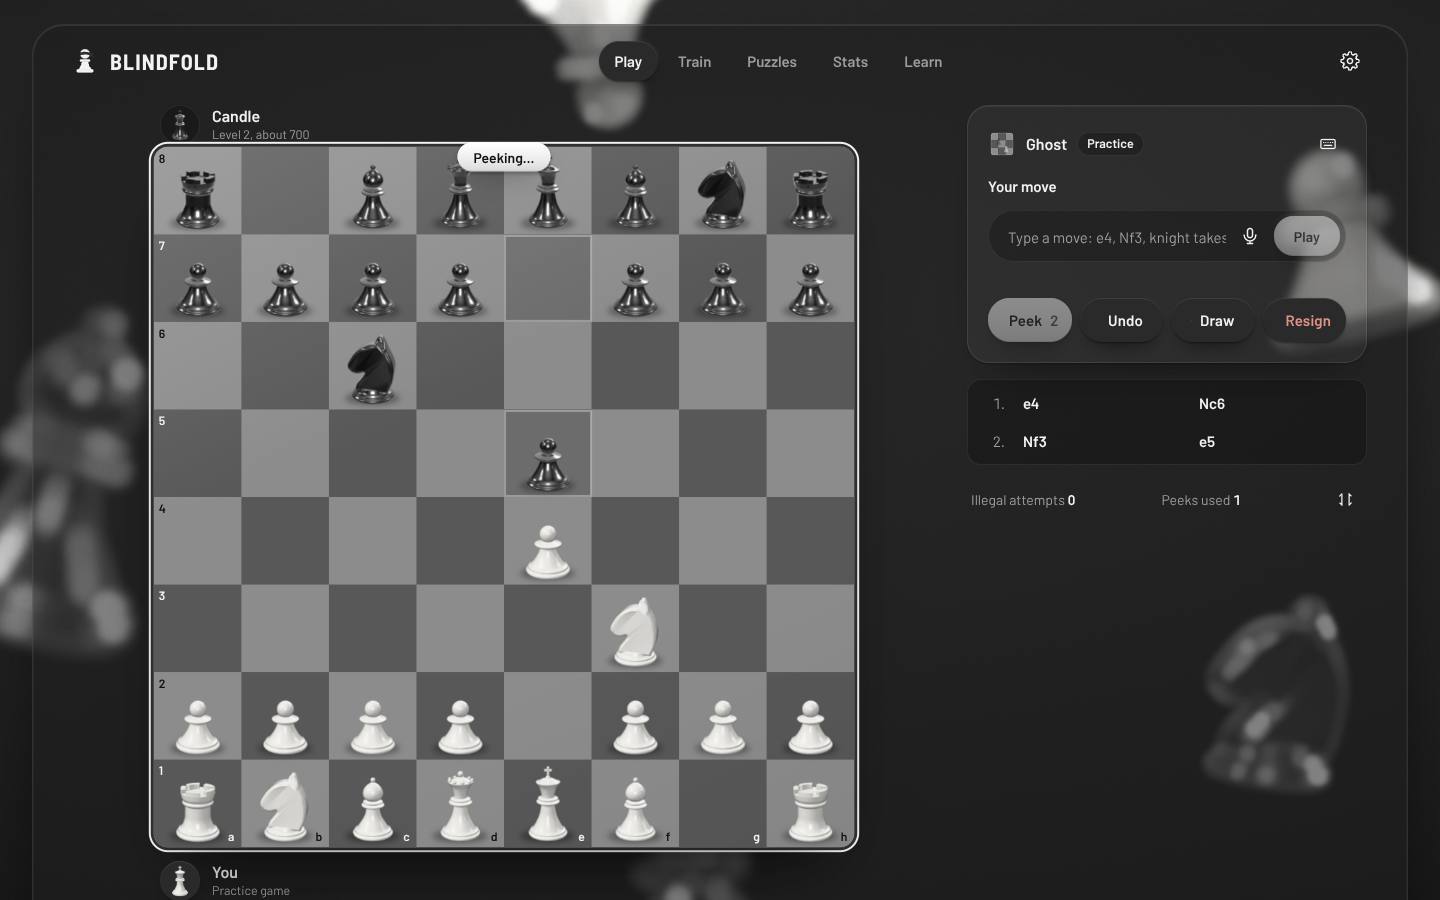 BLINDFOLD
Play Train Puzzles Stats Learn
Candle
Level 2, about 700
Peeking...
8
7
6
5
4
3
2
1
a b c d e f g h
You
Practice game
Ghost Practice
Your move
Type a move: e4, Nf3, knight takes Play
Peek 2 Undo Draw Resign
1. e4 Nc6
2. Nf3 e5
Illegal attempts 0 Peeks used 1